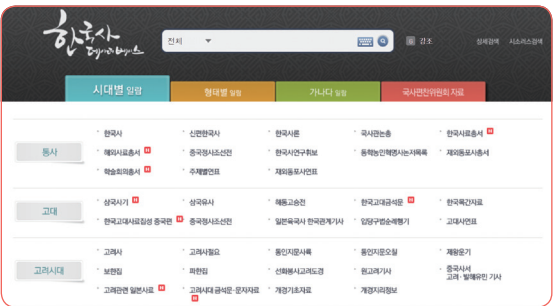 한국사
데이터베이스
전체
강조
상세검색 시소러스검색
시대별 일람 형태별 일람 가나다 일람 국사편찬위원회 자료
통사
한국사 신편한국사 한국사론 국사관논총 한국사료총서 H
해외사료총서 H 중국정사조선전 한국사연구휘보 동학농민혁명사논저목록 재외동포사총서
학술회의총서 H 주제별연표 재외동포사연표
고대
삼국사기 H 삼국유사 해동고승전 한국고대금석문 H 한국목간자료
한국고대사료집성 중국편 H 중국정사조선전 일본육국사 한국관계기사 입당구법순례행기 고대사연표
고려시대
고려사 고려사절요 동인지문사륙 동인지문오칠 제왕운기
보한집 파한집 선화봉사고려도경 원고려기사 중국사서
고려·발해유민 기사
고려관련 일본사료 H 고려시대 금석문·문자자료 H 개경기초자료 개경지리정보